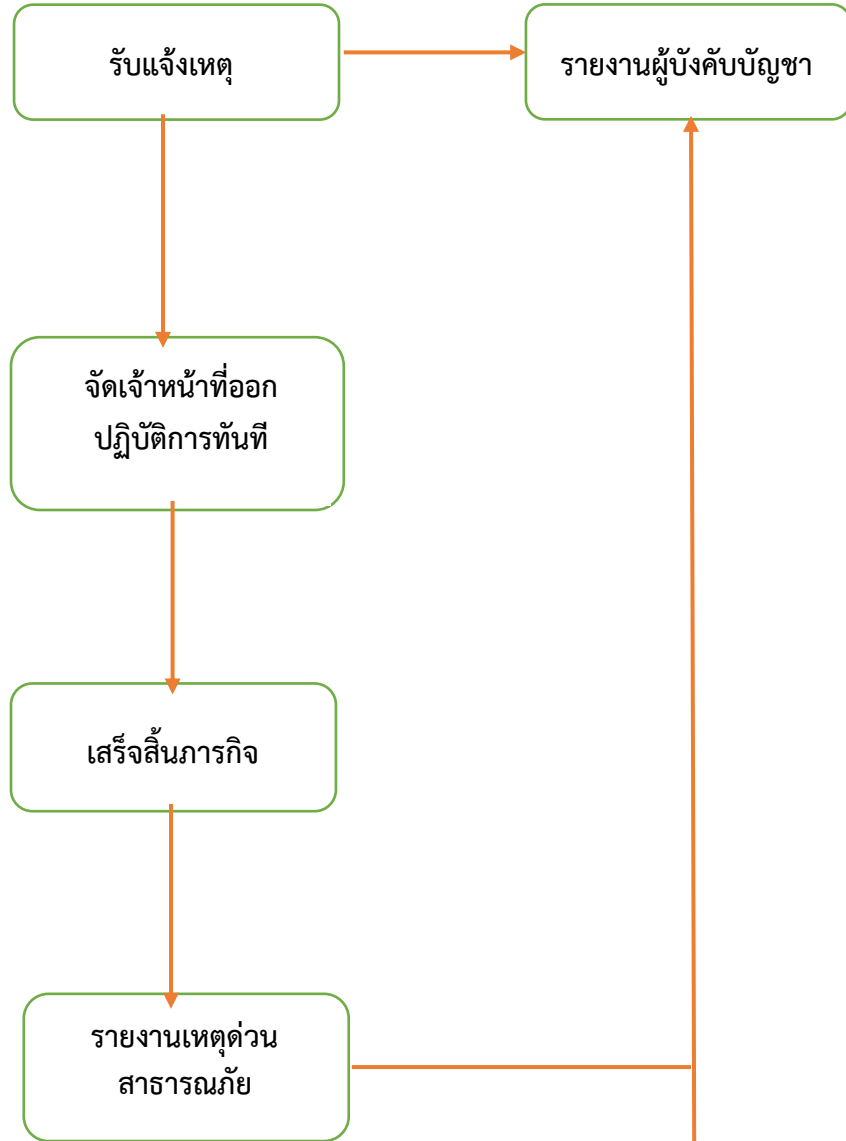 รับแจ้งเหตุ
รายงานผู้บังคับบัญชา
จัดเจ้าหน้าที่ออก
ปฏิบัติการทันที
เสร็จสิ้นภารกิจ
รายงานเหตุด่วน
สาธารณภัย